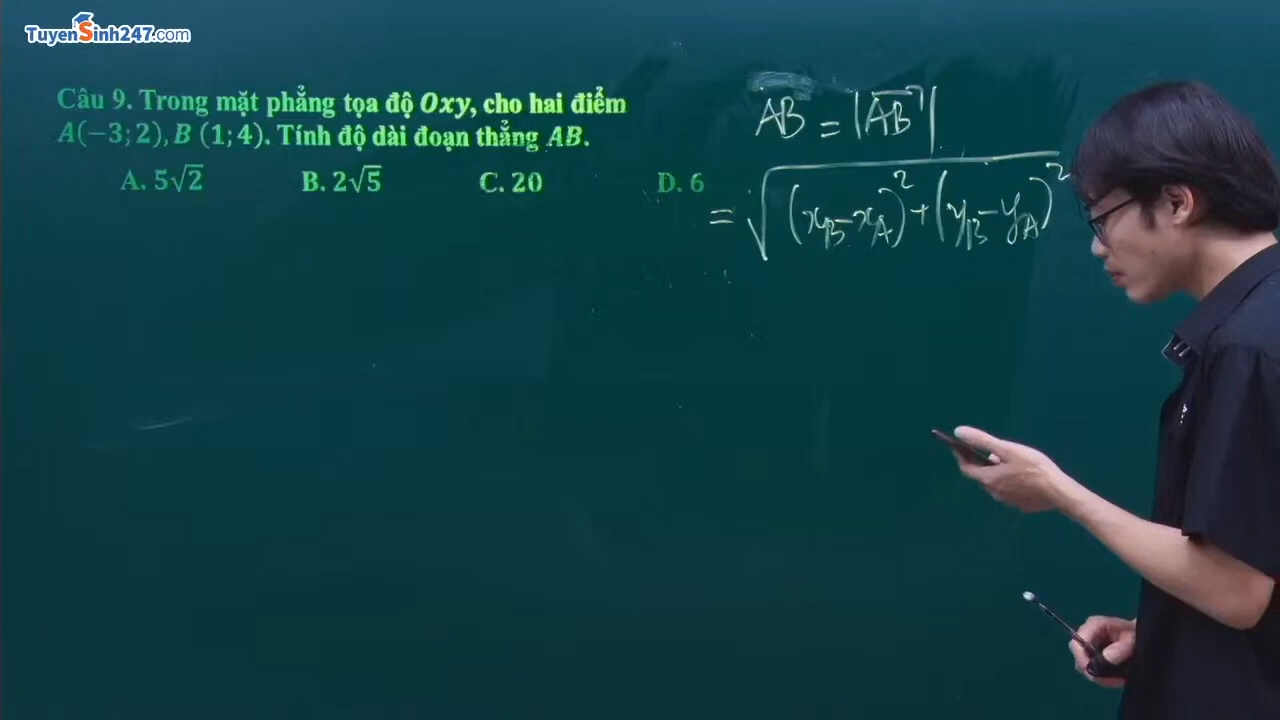 TuyenSinh247.com
Câu 9. Trong mặt phẳng tọa độ Oxy, cho hai điểm
A(−3; 2), B (1; 4). Tính độ dài đoạn thẳng AB.
A. 5√2 B. 2√5 C. 20 D. 6
AB = |AB⃗|
= √((x_B − x_A)² + (y_B − y_A)²)